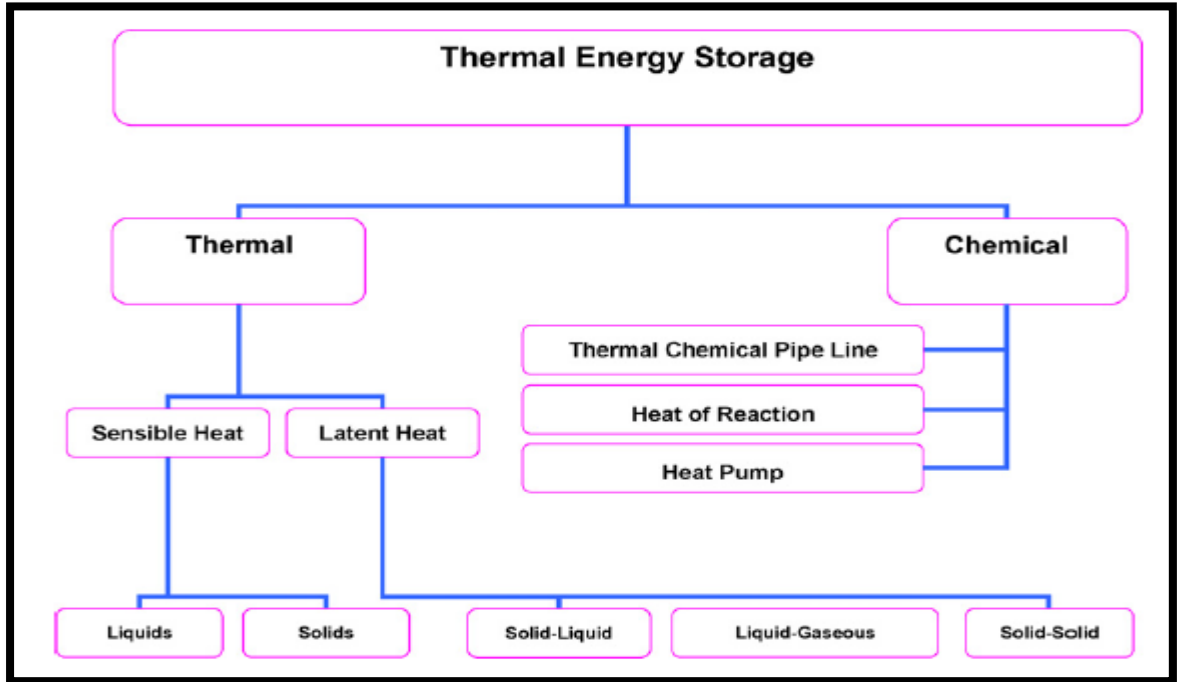 Thermal Energy Storage
Thermal
Chemical
Thermal Chemical Pipe Line
Heat of Reaction
Sensible Heat
Latent Heat
Heat Pump
Liquids
Solids
Solid-Liquid
Liquid-Gaseous
Solid-Solid